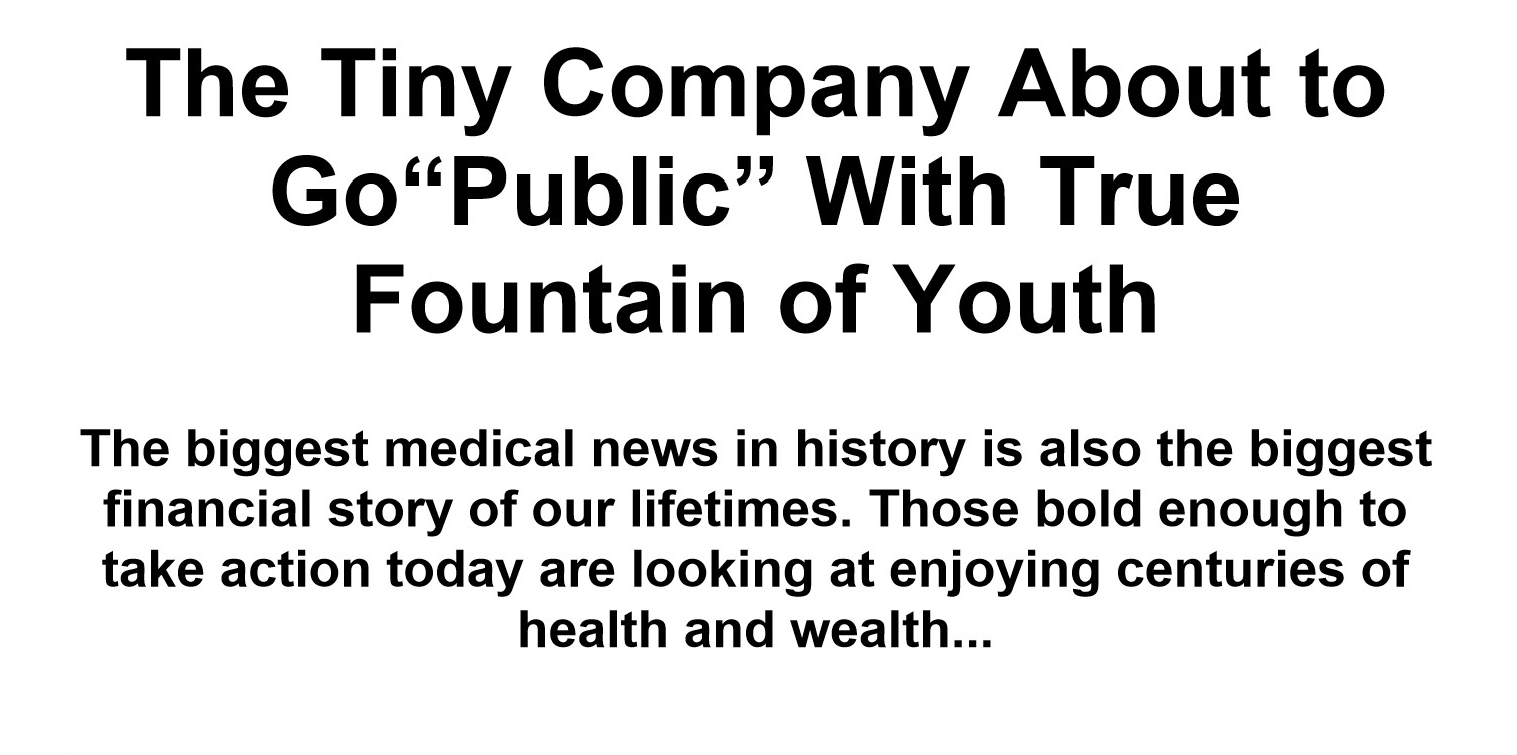 The Tiny Company About to
Go“Public” With True
Fountain of Youth
The biggest medical news in history is also the biggest
financial story of our lifetimes. Those bold enough to
take action today are looking at enjoying centuries of
health and wealth...